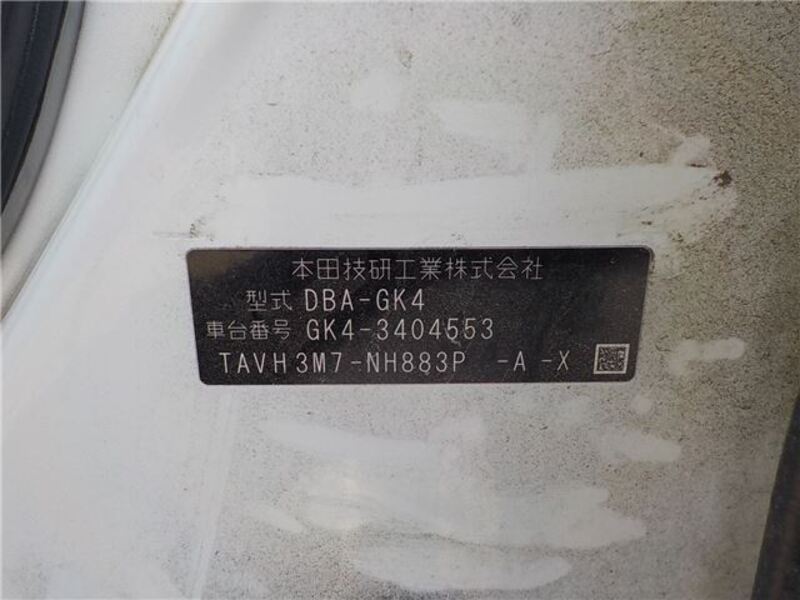 本田技研工業株式会社
型式 DBA-GK4
車台番号 GK4-3404553
TAVH3M7-NH883P -A -X